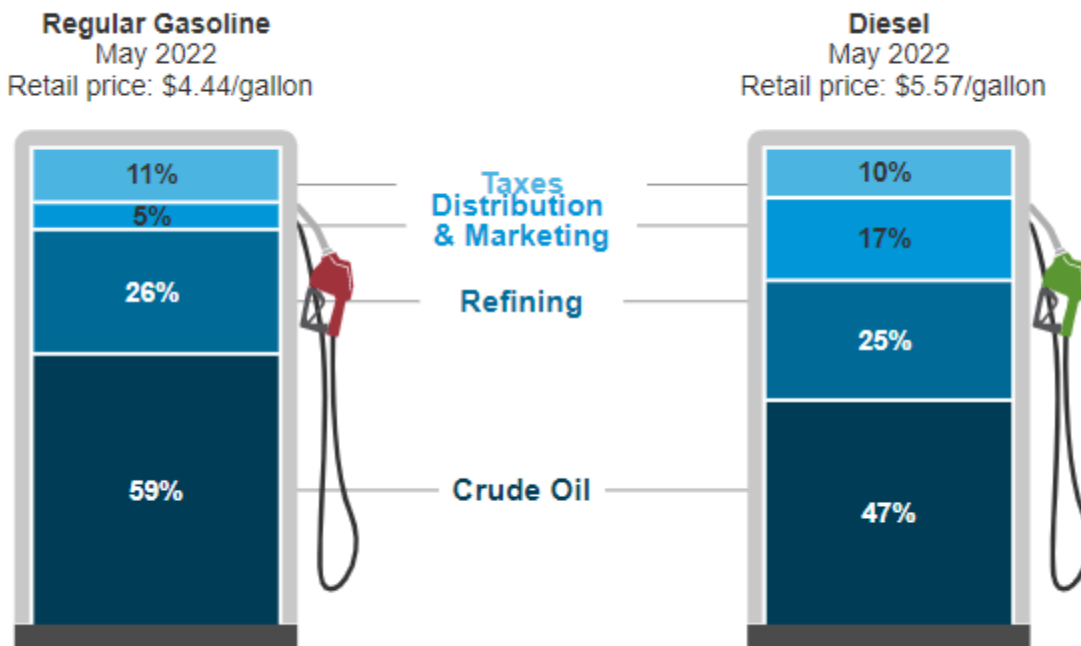 Regular Gasoline
May 2022
Retail price: $4.44/gallon
Diesel
May 2022
Retail price: $5.57/gallon
11%
Taxes
10%
5%
Distribution
& Marketing
17%
26%
Refining
25%
59%
Crude Oil
47%